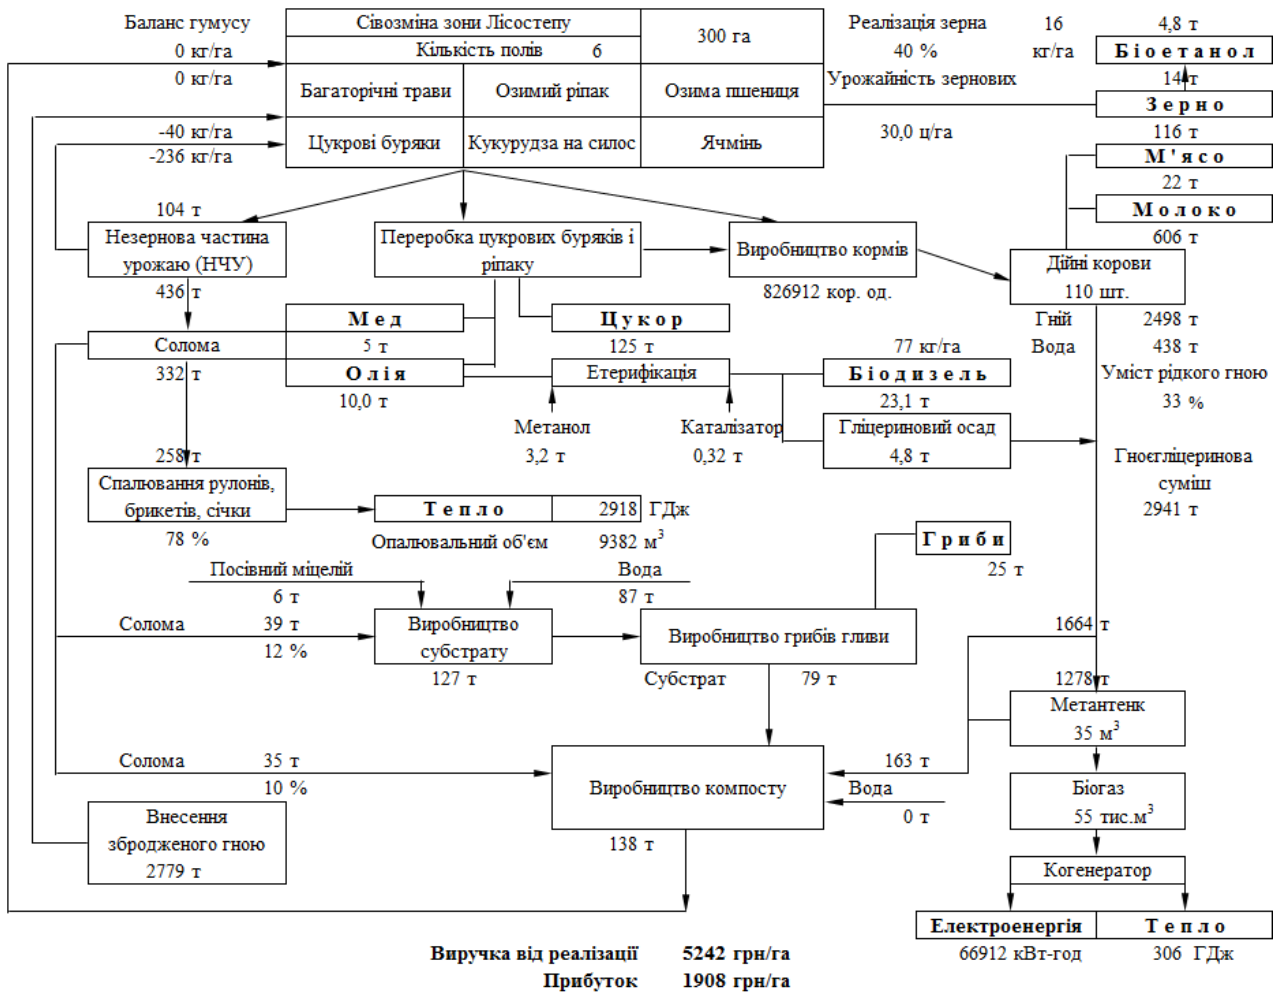 Баланс гумусу
Сівозміна зони Лісостепу
300 га
Реалізація зерна 16
4,8 т
0 кг/га
Кількість полів 6
40 %
кг/га
Біоетанол
0 кг/га
Багаторічні трави
Озимий ріпак
Озима пшениця
Урожайність зернових
14т
Зерно
-40 кг/га
-236 кг/га
Цукрові буряки
Кукурудза на силос
Ячмінь
30,0 ц/га
116 т
М'ясо
22 т
Молоко
606 т
104 т
Незернова частина
урожаю (НЧУ)
436 т
Переробка цукрових буряків і
ріпаку
Виробництво кормів
826912 кор. од.
Дійні корови
110 шт.
Гній 2498 т
Вода 438 т
Мед
5 т
Цукор
125 т
Солома
332 т
Олія
10,0 т
Етерифікація
77 кг/га
Біодизель
23,1 т
Уміст рідкого гною
33 %
Метанол
3,2 т
Каталізатор
0,32 т
Гліцериновий осад
4,8 т
Гноєгліцеринова
суміш
2941 т
258 т
Спалювання рулонів,
брикетів, січки
78 %
Тепло 2918 ГДж
Опалювальний об'єм 9382 м³
Гриби
25 т
Посівний міцелій
6 т
Вода
87 т
Солома 39 т
12 %
Виробництво
субстрату
127 т
Виробництво грибів гливи
Субстрат 79 т
1664 т
1278 т
Метантенк
35 м³
Солома 35 т
10 %
Виробництво компосту
138 т
163 т
Вода
0 т
Біогаз
55 тис.м³
Внесення
збродженого гною
2779 т
Когенератор
Електроенергія
Тепло
66912 кВт-год
306 ГДж
Виручка від реалізації 5242 грн/га
Прибуток 1908 грн/га